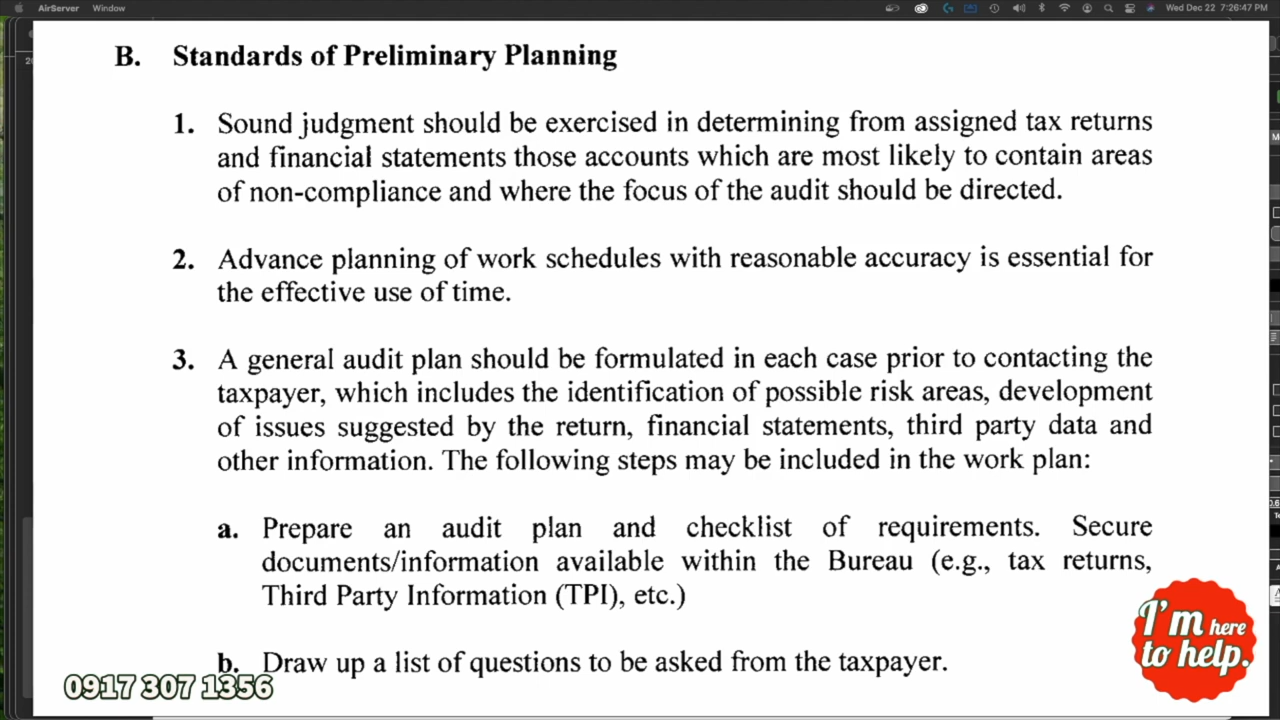 AirServer Window Wed Dec 22 7:26:47 PM
B. Standards of Preliminary Planning
1. Sound judgment should be exercised in determining from assigned tax returns
and financial statements those accounts which are most likely to contain areas
of non-compliance and where the focus of the audit should be directed.
2. Advance planning of work schedules with reasonable accuracy is essential for
the effective use of time.
3. A general audit plan should be formulated in each case prior to contacting the
taxpayer, which includes the identification of possible risk areas, development
of issues suggested by the return, financial statements, third party data and
other information. The following steps may be included in the work plan:
a. Prepare an audit plan and checklist of requirements. Secure
documents/information available within the Bureau (e.g., tax returns,
Third Party Information (TPI), etc.)
b. Draw up a list of questions to be asked from the taxpayer.
0917 307 1356
I'm here
to help.